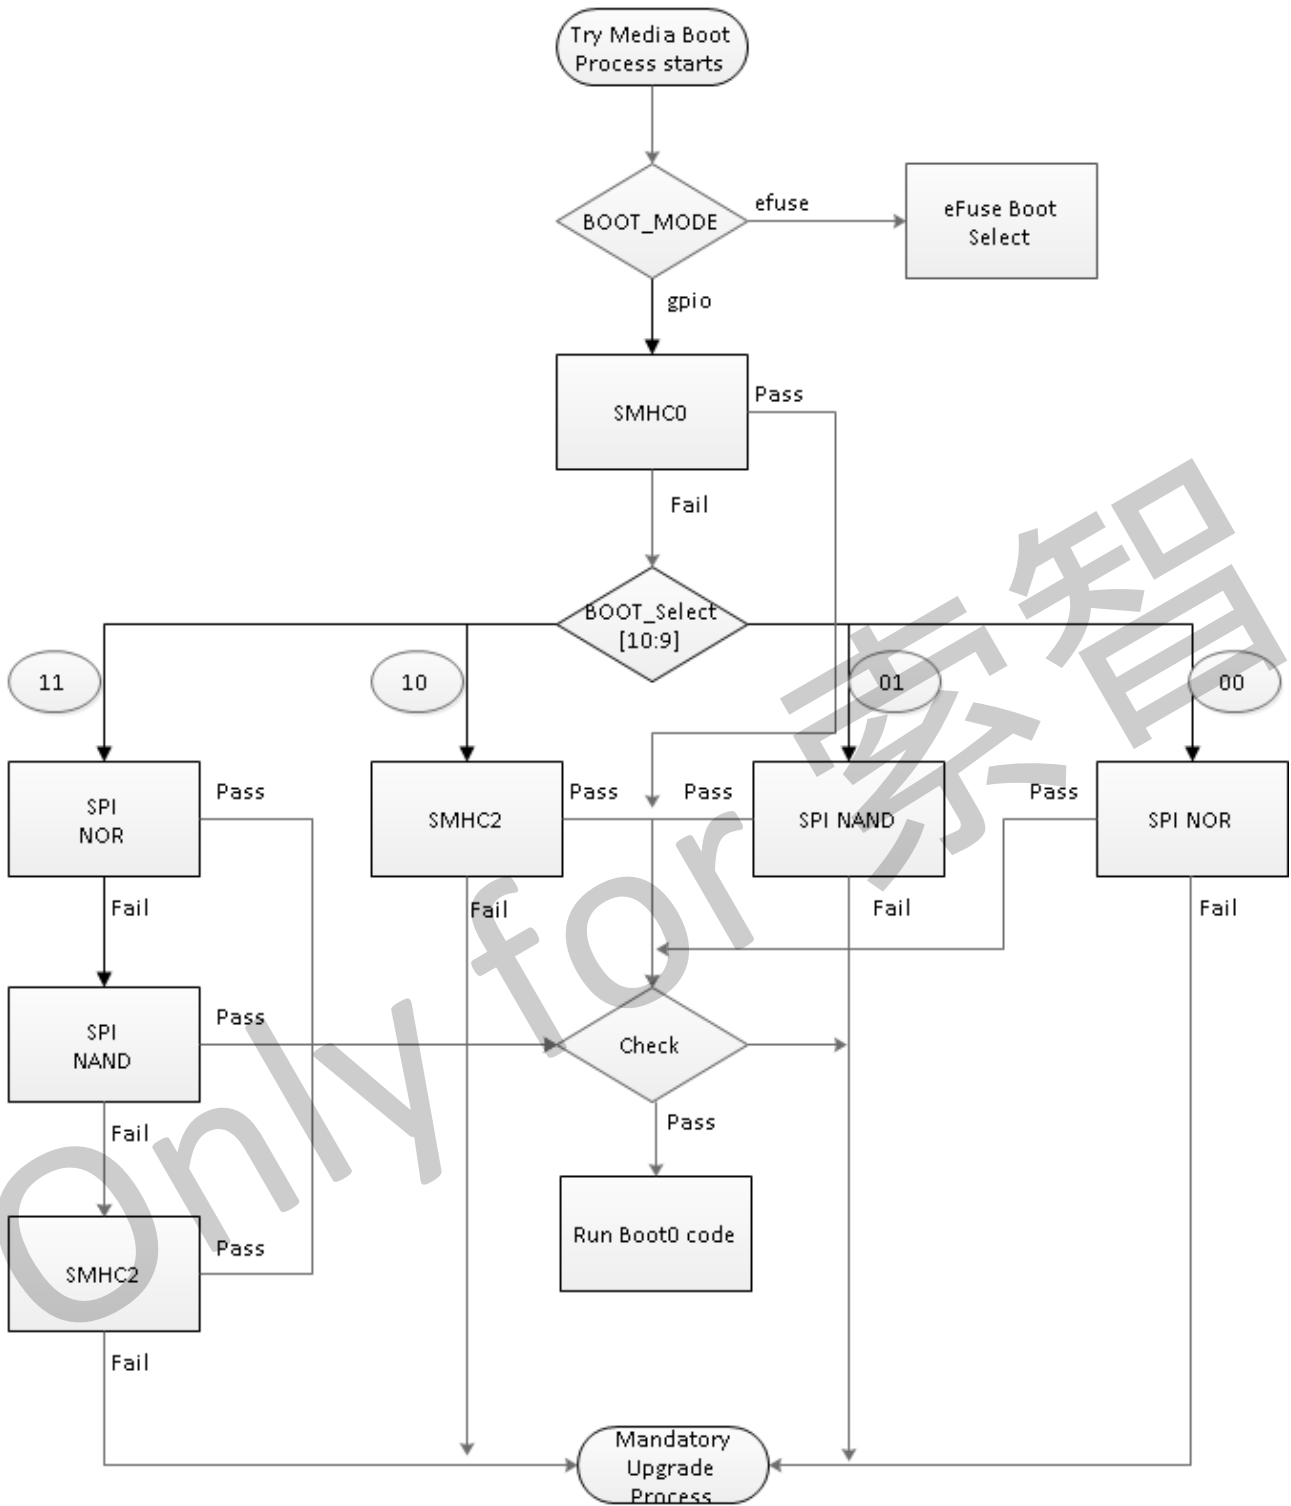 Try Media Boot
Process starts
BOOT_MODE
efuse
eFuse Boot
Select
gpio
SMHC0
Pass
Fail
BOOT_Select
[10:9]
11
10
01
00
SPI
NOR
Pass
SMHC2
Pass
Pass
SPI NAND
Pass
SPI NOR
Fail
Fail
Fail
Fail
SPI
NAND
Pass
Check
Fail
Pass
SMHC2
Pass
Run Boot0 code
Fail
Mandatory
Upgrade
Process
Only for 索智